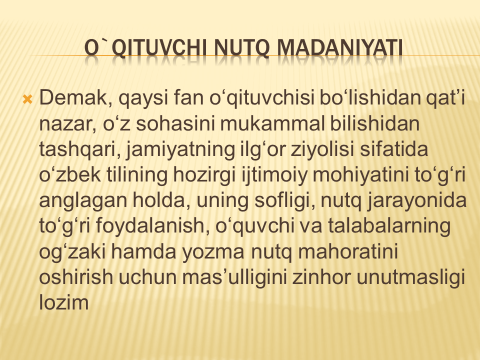 O`QITUVCHI NUTQ MADANIYATI
Demak, qaysi fan o‘qituvchisi bo‘lishidan qat’i
nazar, o‘z sohasini mukammal bilishidan
tashqari, jamiyatning ilg‘or ziyolisi sifatida
o‘zbek tilining hozirgi ijtimoiy mohiyatini to‘g‘ri
anglagan holda, uning sofligi, nutq jarayonida
to‘g‘ri foydalanish, o‘quvchi va talabalarning
og‘zaki hamda yozma nutq mahoratini
oshirish uchun mas’ulligini zinhor unutmasligi
lozim